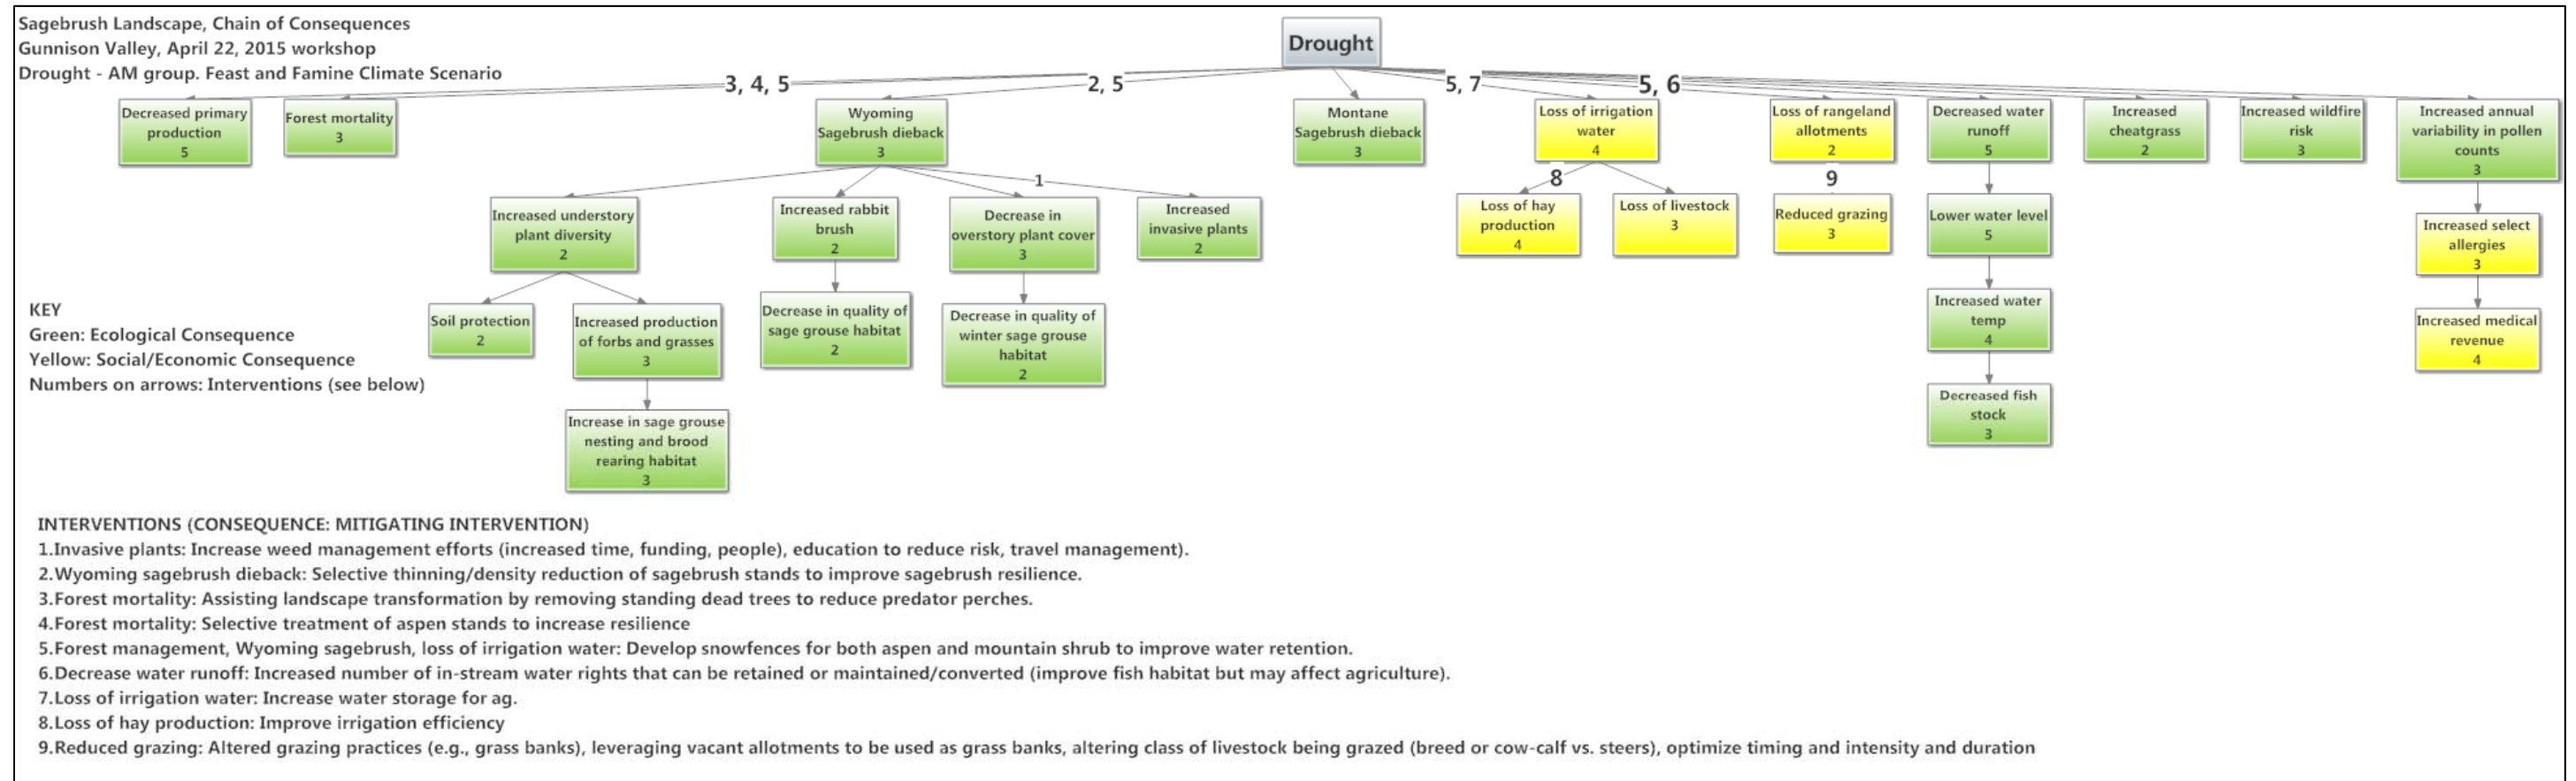 Sagebrush Landscape, Chain of Consequences
Gunnison Valley, April 22, 2015 workshop
Drought - AM group. Feast and Famine Climate Scenario
Drought
3, 4, 5
2, 5
5, 7
5, 6
Decreased primary
production
5
Forest mortality
3
Wyoming
Sagebrush dieback
3
Montane
Sagebrush dieback
3
Loss of irrigation
water
4
Loss of rangeland
allotments
2
Decreased water
runoff
5
Increased
cheatgrass
2
Increased wildfire
risk
3
Increased annual
variability in pollen
counts
3
1
8
9
Increased understory
plant diversity
2
Increased rabbit
brush
2
Decrease in
overstory plant cover
3
Increased
invasive plants
2
Loss of hay
production
4
Loss of livestock
3
Reduced grazing
3
Lower water level
5
Increased select
allergies
3
Soil protection
2
Increased production
of forbs and grasses
3
Decrease in quality of
sage grouse habitat
2
Decrease in quality of
winter sage grouse
habitat
2
Increased water
temp
4
Increased medical
revenue
4
Increase in sage grouse
nesting and brood
rearing habitat
3
Decreased fish
stock
3
KEY
Green: Ecological Consequence
Yellow: Social/Economic Consequence
Numbers on arrows: Interventions (see below)
INTERVENTIONS (CONSEQUENCE: MITIGATING INTERVENTION)
1.Invasive plants: Increase weed management efforts (increased time, funding, people), education to reduce risk, travel management).
2.Wyoming sagebrush dieback: Selective thinning/density reduction of sagebrush stands to improve sagebrush resilience.
3.Forest mortality: Assisting landscape transformation by removing standing dead trees to reduce predator perches.
4.Forest mortality: Selective treatment of aspen stands to increase resilience
5.Forest management, Wyoming sagebrush, loss of irrigation water: Develop snowfences for both aspen and mountain shrub to improve water retention.
6.Decrease water runoff: Increased number of in-stream water rights that can be retained or maintained/converted (improve fish habitat but may affect agriculture).
7.Loss of irrigation water: Increase water storage for ag.
8.Loss of hay production: Improve irrigation efficiency
9.Reduced grazing: Altered grazing practices (e.g., grass banks), leveraging vacant allotments to be used as grass banks, altering class of livestock being grazed (breed or cow-calf vs. steers), optimize timing and intensity and duration